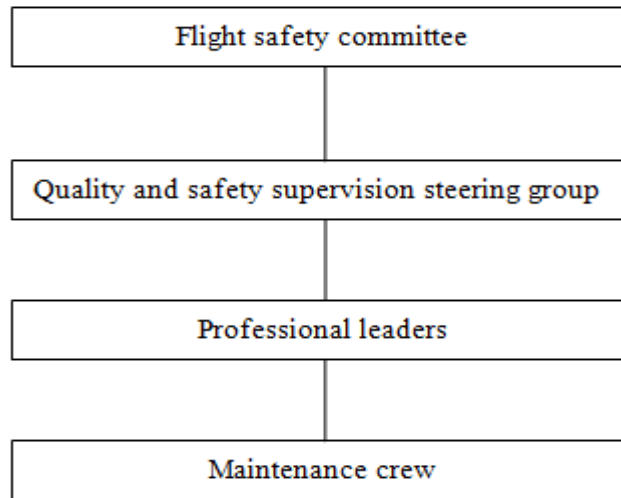 Flight safety committee
Quality and safety supervision steering group
Professional leaders
Maintenance crew